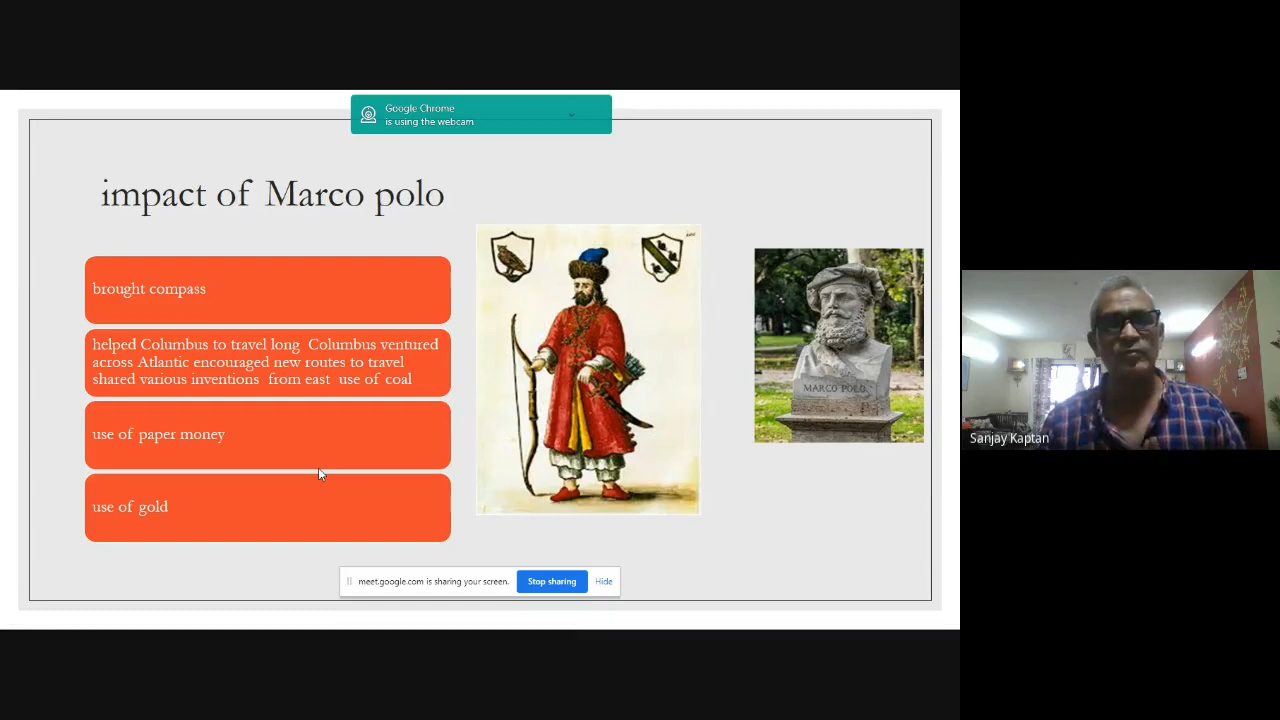 Google Chrome
is using the webcam
impact of Marco polo
brought compass
helped Columbus to travel long Columbus ventured
across Atlantic encouraged new routes to travel
shared various inventions from east use of coal
use of paper money
use of gold
MARCO POLO
Sanjay Kaptan
meet.google.com is sharing your screen.
Stop sharing
Hide